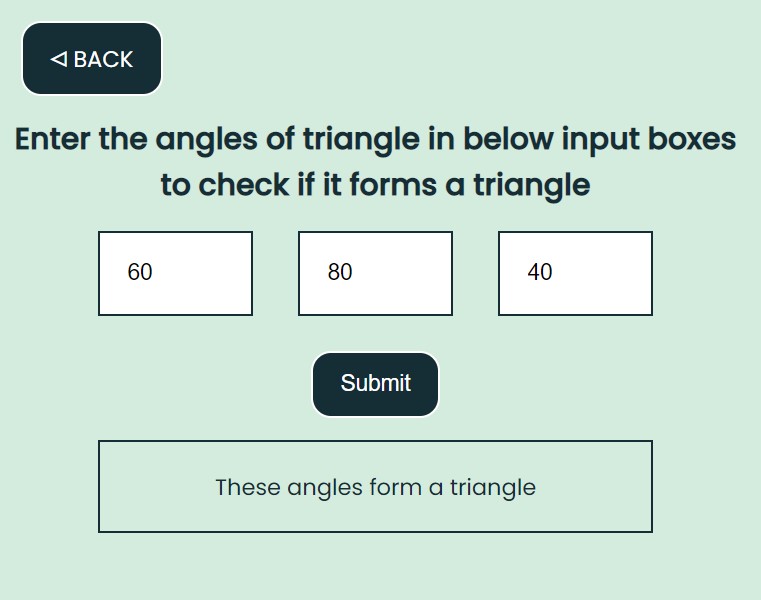 ◁ BACK
Enter the angles of triangle in below input boxes
to check if it forms a triangle
60 80 40
Submit
These angles form a triangle